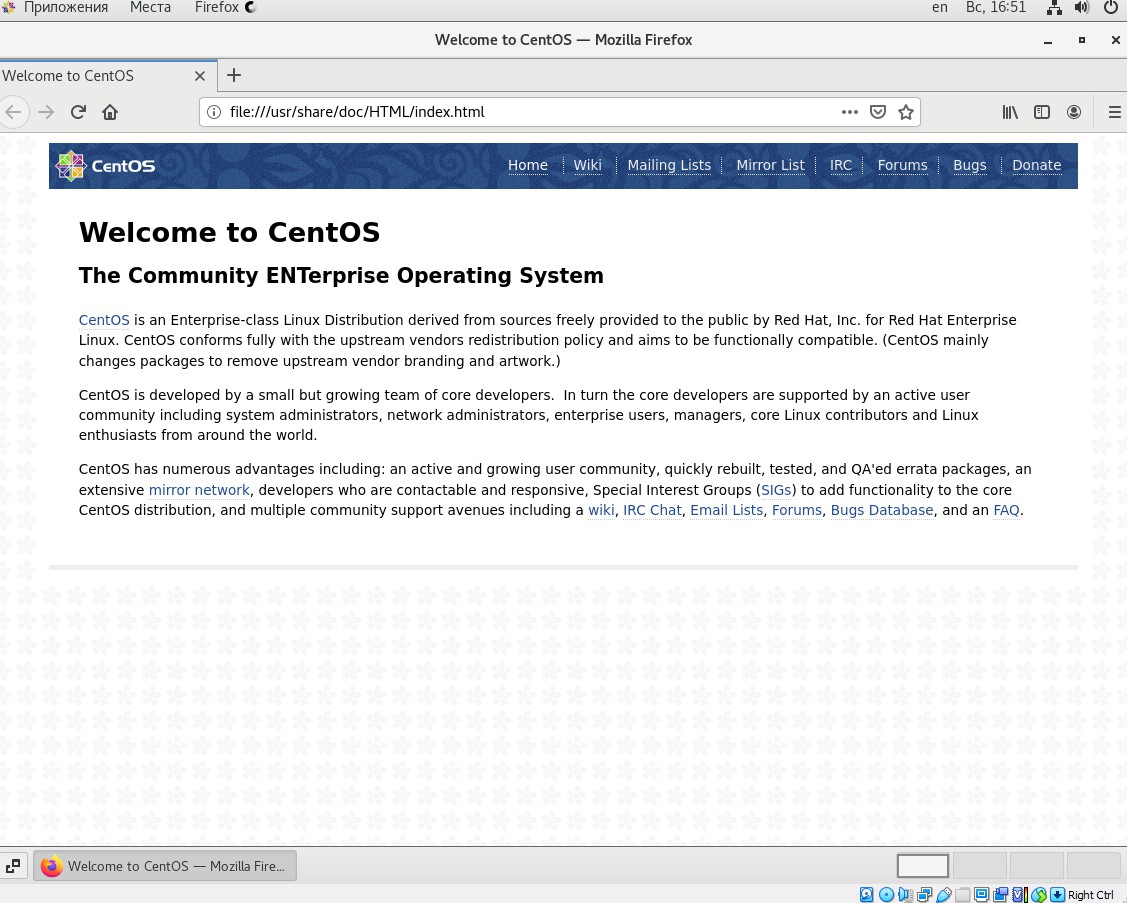 Приложения Места Firefox en Вс, 16:51
Welcome to CentOS — Mozilla Firefox
Welcome to CentOS
file:///usr/share/doc/HTML/index.html
CentOS Home Wiki Mailing Lists Mirror List IRC Forums Bugs Donate
Welcome to CentOS
The Community ENTerprise Operating System
CentOS is an Enterprise-class Linux Distribution derived from sources freely provided to the public by Red Hat, Inc. for Red Hat Enterprise
Linux. CentOS conforms fully with the upstream vendors redistribution policy and aims to be functionally compatible. (CentOS mainly
changes packages to remove upstream vendor branding and artwork.)
CentOS is developed by a small but growing team of core developers.  In turn the core developers are supported by an active user
community including system administrators, network administrators, enterprise users, managers, core Linux contributors and Linux
enthusiasts from around the world.
CentOS has numerous advantages including: an active and growing user community, quickly rebuilt, tested, and QA'ed errata packages, an
extensive mirror network, developers who are contactable and responsive, Special Interest Groups (SIGs) to add functionality to the core
CentOS distribution, and multiple community support avenues including a wiki, IRC Chat, Email Lists, Forums, Bugs Database, and an FAQ.
Welcome to CentOS — Mozilla Fire...
Right Ctrl